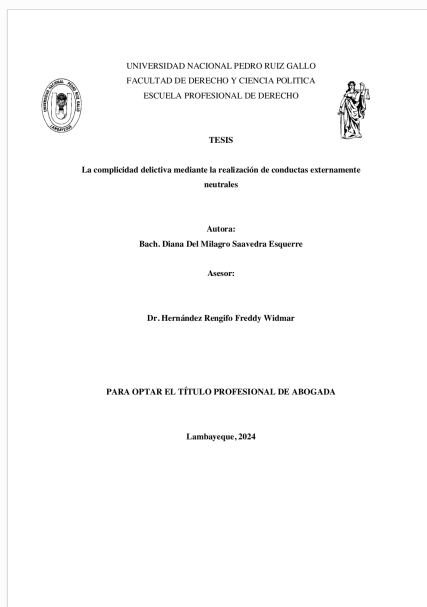 UNIVERSIDAD NACIONAL PEDRO RUIZ GALLO
FACULTAD DE DERECHO Y CIENCIA POLITICA
ESCUELA PROFESIONAL DE DERECHO
TESIS
La complicidad delictiva mediante la realización de conductas externamente
neutrales
Autora:
Bach. Diana Del Milagro Saavedra Esquerre
Asesor:
Dr. Hernández Rengifo Freddy Widmar
PARA OPTAR EL TÍTULO PROFESIONAL DE ABOGADA
Lambayeque, 2024